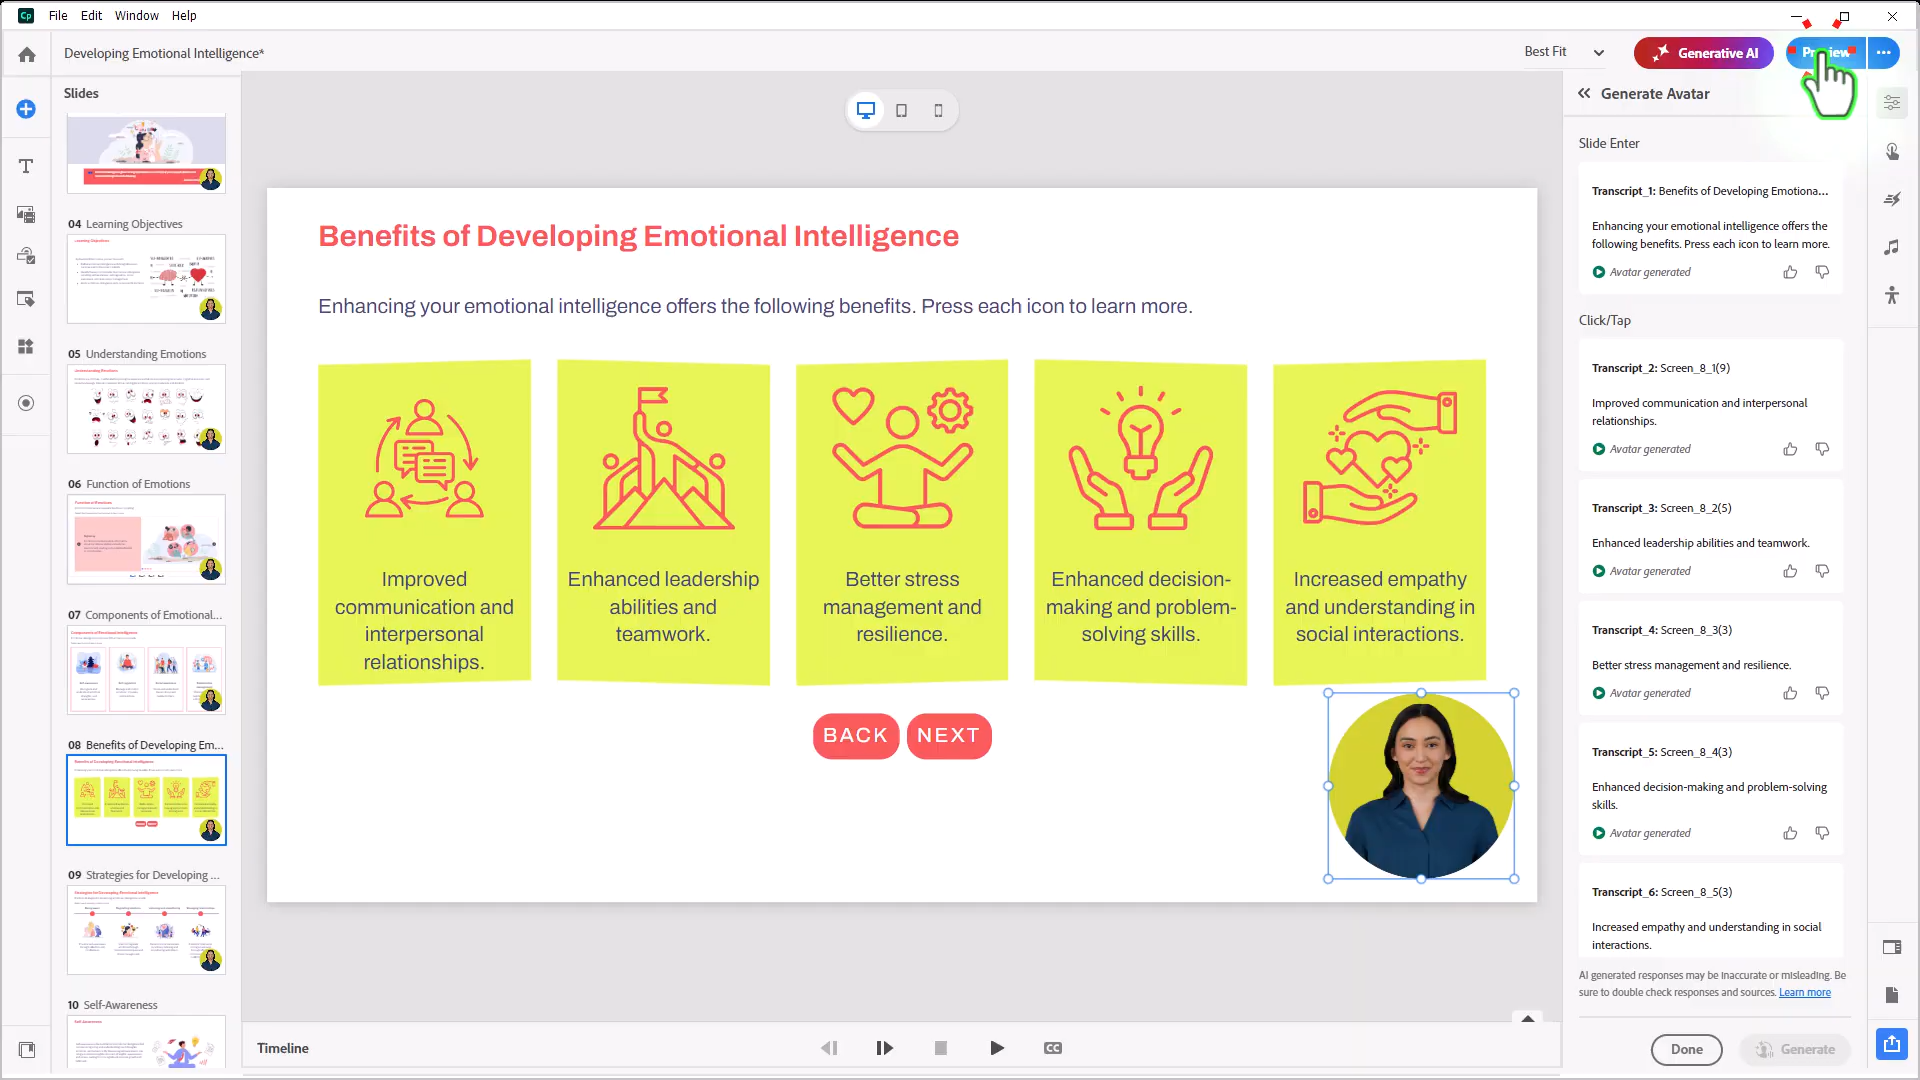 Cp File Edit Window Help
Developing Emotional Intelligence*
Best Fit
Generative AI
Preview
Slides
Generate Avatar
04 Learning Objectives
05 Understanding Emotions
06 Function of Emotions
07 Components of Emotional...
08 Benefits of Developing Em...
09 Strategies for Developing ...
10 Self-Awareness
Benefits of Developing Emotional Intelligence
Enhancing your emotional intelligence offers the following benefits. Press each icon to learn more.
Improved
communication and
interpersonal
relationships.
Enhanced leadership
abilities and
teamwork.
Better stress
management and
resilience.
Enhanced decision-
making and problem-
solving skills.
Increased empathy
and understanding in
social interactions.
BACK NEXT
Slide Enter
Transcript_1: Benefits of Developing Emotiona...
Enhancing your emotional intelligence offers the
following benefits. Press each icon to learn more.
Avatar generated
Click/Tap
Transcript_2: Screen_8_1(9)
Improved communication and interpersonal
relationships.
Avatar generated
Transcript_3: Screen_8_2(5)
Enhanced leadership abilities and teamwork.
Avatar generated
Transcript_4: Screen_8_3(3)
Better stress management and resilience.
Avatar generated
Transcript_5: Screen_8_4(3)
Enhanced decision-making and problem-solving
skills.
Avatar generated
Transcript_6: Screen_8_5(3)
Increased empathy and understanding in social
interactions.
AI generated responses may be inaccurate or misleading. Be
sure to double check responses and sources. Learn more
Done
Generate
Timeline
CC